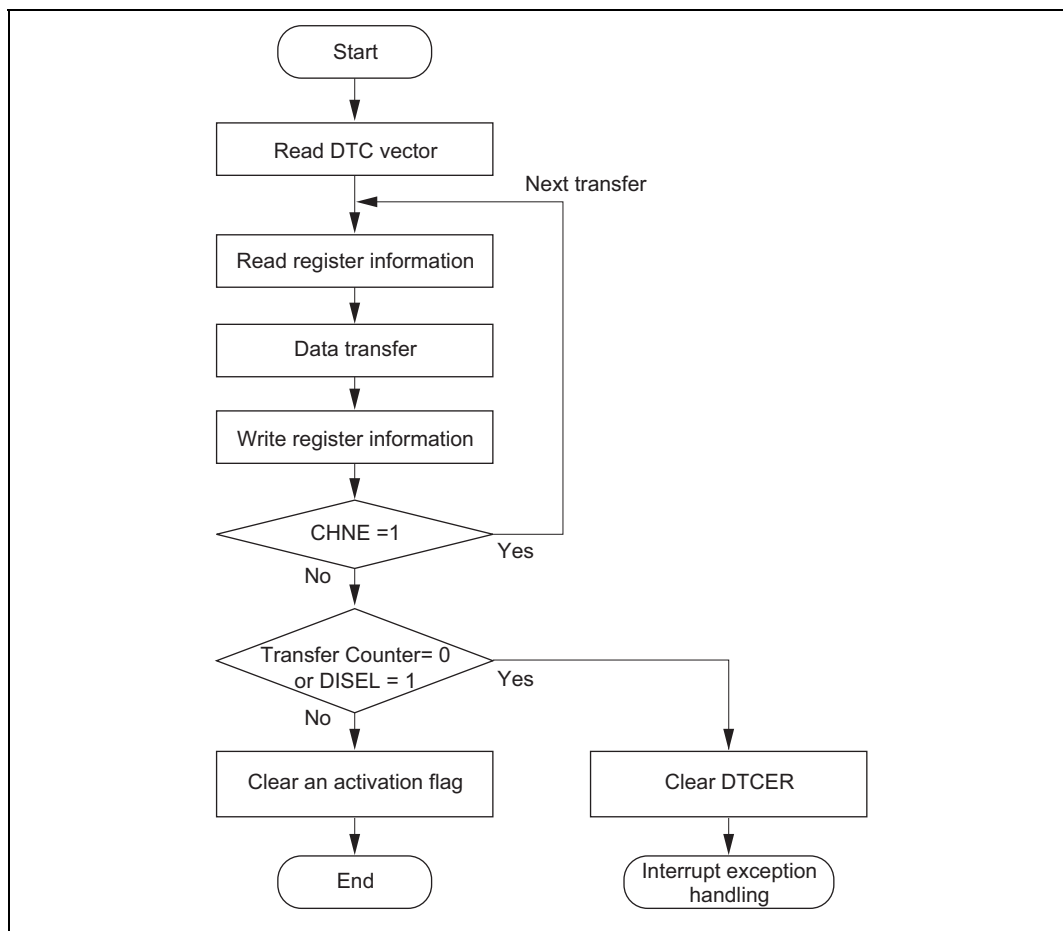 Start
Read DTC vector
Next transfer
Read register information
Data transfer
Write register information
CHNE =1
Yes
No
Transfer Counter= 0
or DISEL = 1
Yes
No
Clear an activation flag
Clear DTCER
End
Interrupt exception
handling